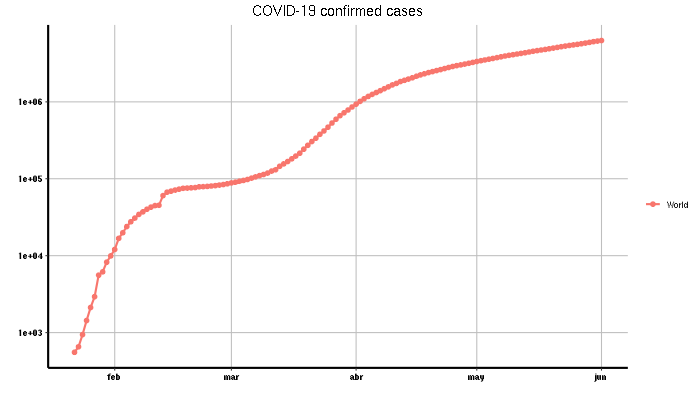 COVID-19 confirmed cases
1e+06
1e+05
1e+04
1e+03
feb mar abr may jun
World